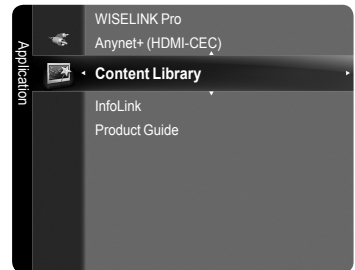 Application
WISELINK Pro
Anynet+ (HDMI-CEC)
Content Library
InfoLink
Product Guide